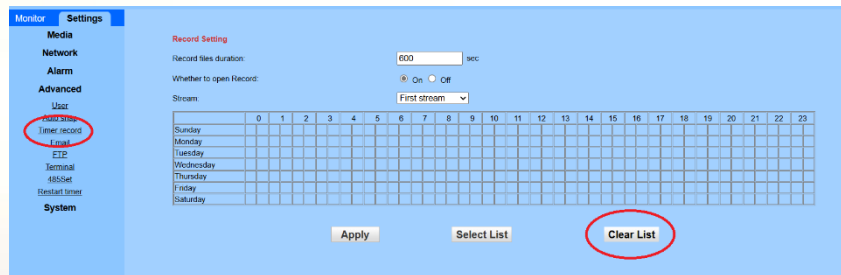 Monitor Settings
Media
Network
Alarm
Advanced
User
Auto snap
Timer record
Email
FTP
Terminal
485Set
Restart timer
System
Record Setting
Record files duration: 600 sec
Whether to open Record: On Off
Stream: First stream
0 1 2 3 4 5 6 7 8 9 10 11 12 13 14 15 16 17 18 19 20 21 22 23
Sunday
Monday
Tuesday
Wednesday
Thursday
Friday
Saturday
Apply Select List Clear List